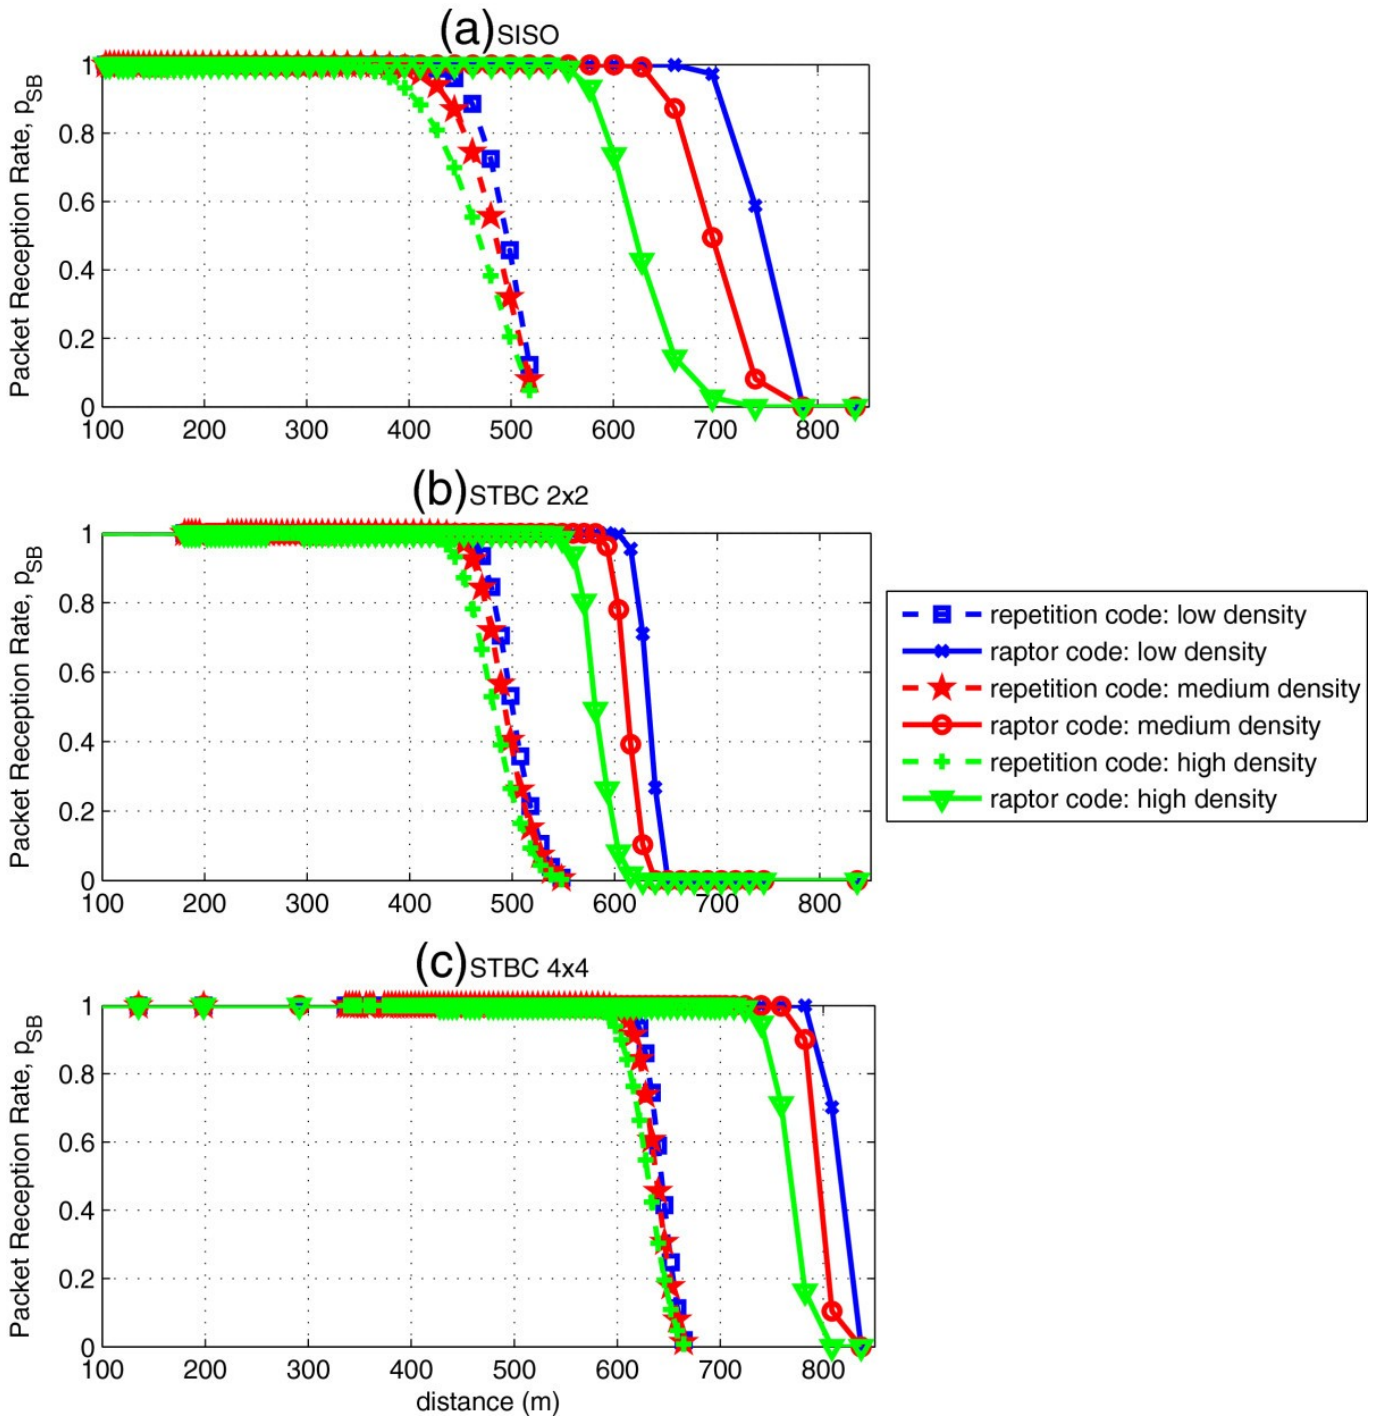 (a)SISO
Packet Reception Rate, pSB
1
0.8
0.6
0.4
0.2
0
100 200 300 400 500 600 700 800
(b)STBC 2x2
Packet Reception Rate, pSB
1
0.8
0.6
0.4
0.2
0
100 200 300 400 500 600 700 800
repetition code: low density
raptor code: low density
repetition code: medium density
raptor code: medium density
repetition code: high density
raptor code: high density
(c)STBC 4x4
Packet Reception Rate, pSB
1
0.8
0.6
0.4
0.2
0
100 200 300 400 500 600 700 800
distance (m)